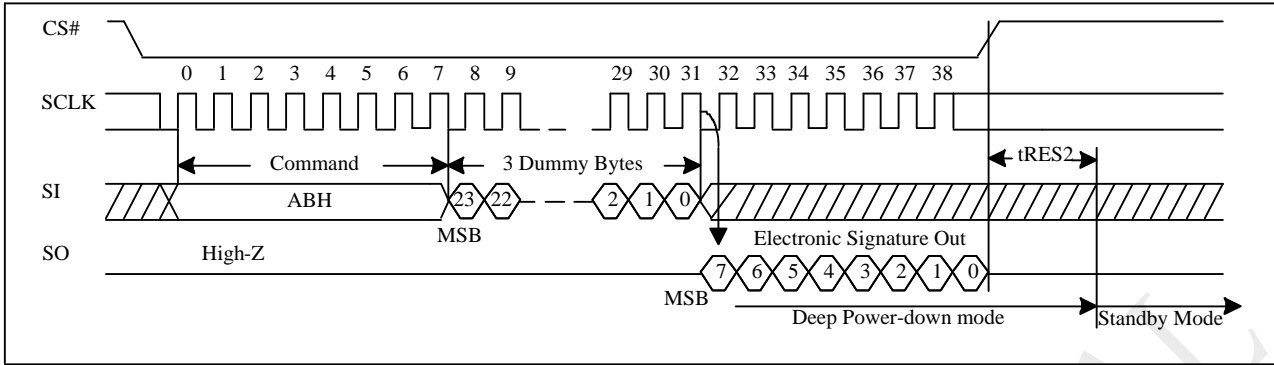 CS#
0 1 2 3 4 5 6 7 8 9 29 30 31 32 33 34 35 36 37 38
SCLK
Command 3 Dummy Bytes tRES2
SI ABH 23 22 2 1 0
MSB
SO High-Z Electronic Signature Out
7 6 5 4 3 2 1 0
MSB
Deep Power-down mode Standby Mode